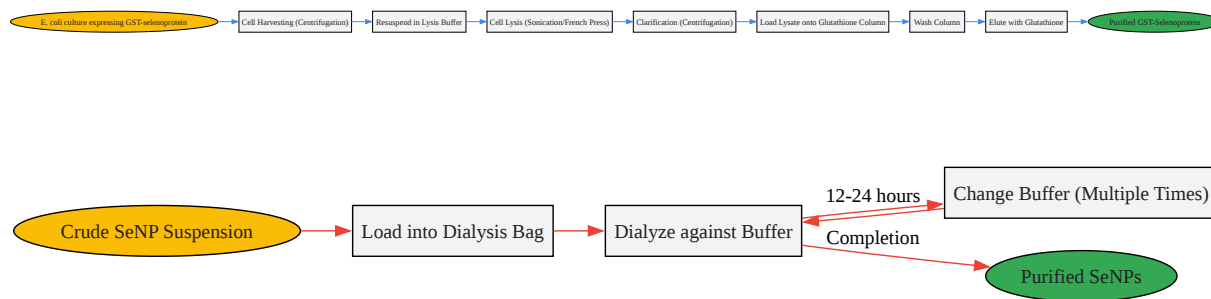 E. coli culture expressing GST-selenoprotein
Cell Harvesting (Centrifugation)
Resuspend in Lysis Buffer
Cell Lysis (Sonication/French Press)
Clarification (Centrifugation)
Load Lysate onto Glutathione Column
Wash Column
Elute with Glutathione
Purified GST-Selenoprotein
Crude SeNP Suspension
Load into Dialysis Bag
Dialyze against Buffer
12-24 hours
Change Buffer (Multiple Times)
Completion
Purified SeNPs